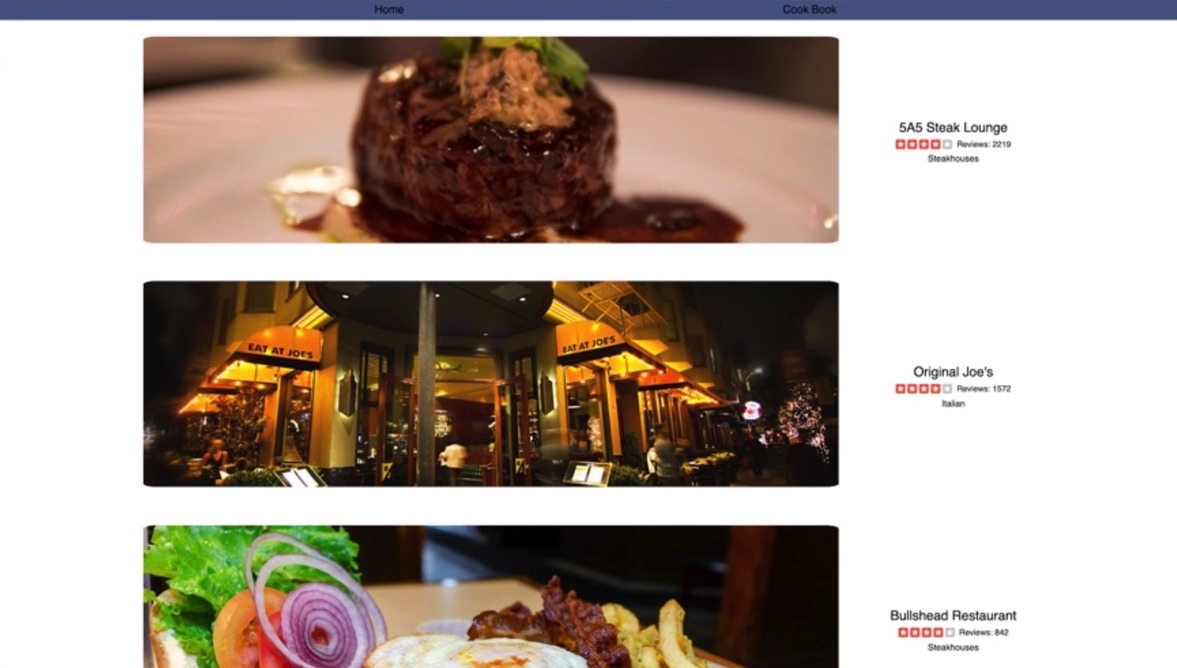 Home
Cook Book
5A5 Steak Lounge
Reviews: 2219
Steakhouses
EAT AT JOE'S
EAT AT JOE'S
Original Joe's
Reviews: 1572
Italian
Bullshead Restaurant
Reviews: 842
Steakhouses